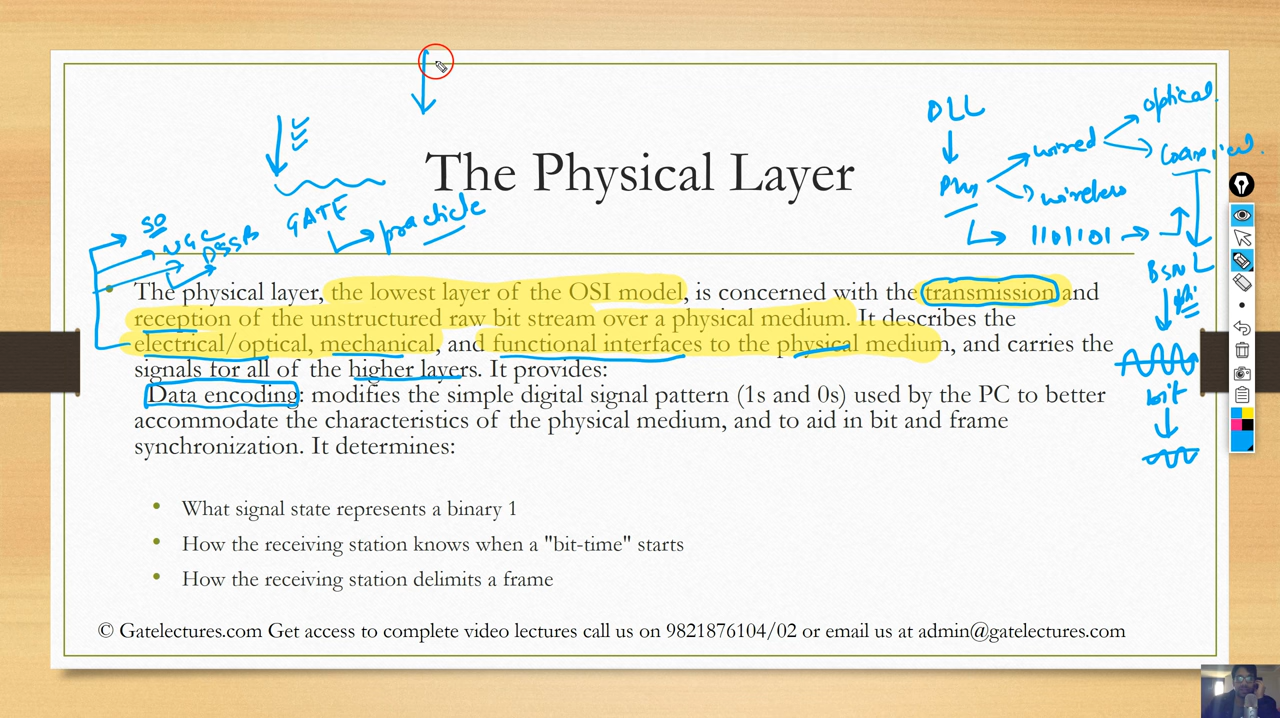 DLL
optical.
wired
Phy
wireless
1101101
GATE
practicle
SO
UGC
DSSB
BSNL
bit
The Physical Layer
The physical layer, the lowest layer of the OSI model, is concerned with the transmission and
reception of the unstructured raw bit stream over a physical medium. It describes the
electrical/optical, mechanical, and functional interfaces to the physical medium, and carries the
signals for all of the higher layers. It provides:
Data encoding: modifies the simple digital signal pattern (1s and 0s) used by the PC to better
accommodate the characteristics of the physical medium, and to aid in bit and frame
synchronization. It determines:
• What signal state represents a binary 1
• How the receiving station knows when a "bit-time" starts
• How the receiving station delimits a frame
© Gatelectures.com Get access to complete video lectures call us on 9821876104/02 or email us at admin@gatelectures.com